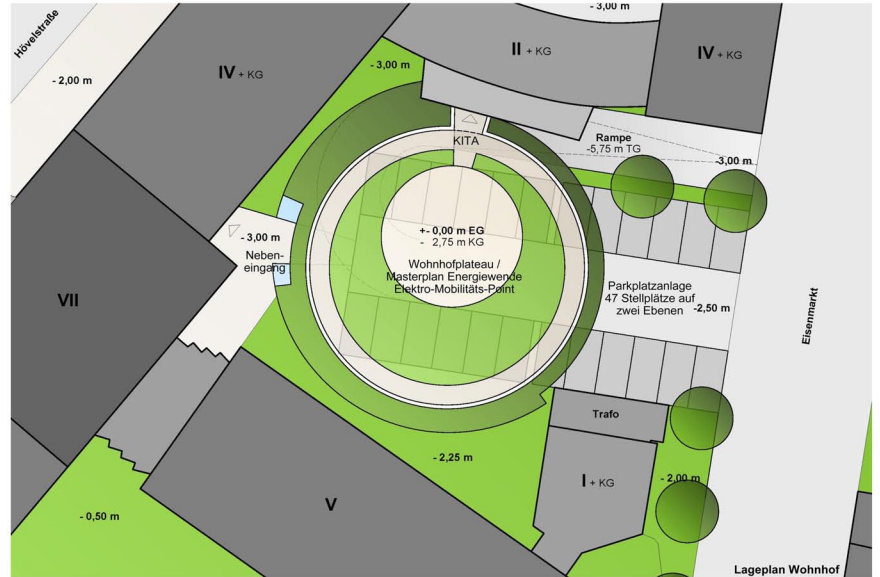 - 3,00 m
Hövelstraße
II + KG
- 3,00 m
IV + KG
IV + KG
- 2,00 m
Rampe
-5,75 m TG
KITA
-3,00 m
+- 0,00 m EG
- 2,75 m KG
- 3,00 m
Neben-
eingang
Wohnhofplateau /
Masterplan Energiewende
Elektro-Mobilitäts-Point
Parkplatzanlage
47 Stellplätze auf
zwei Ebenen
-2,50 m
VII
Eisenmarkt
Trafo
- 2,25 m
I + KG
- 2,00 m
V
- 0,50 m
Lageplan Wohnhof